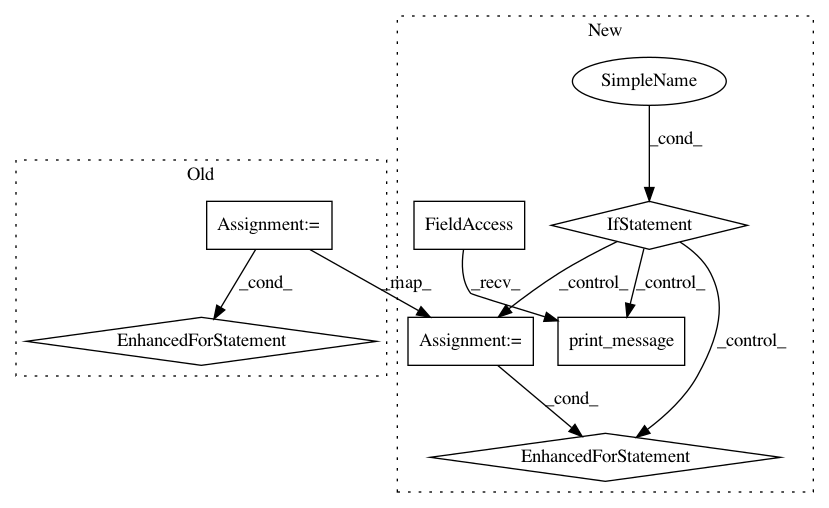 New
SimpleName
_cond_
Old
Assignment:=
FieldAccess
IfStatement
_cond_
_map_
_recv_
_control_
_control_
EnhancedForStatement
Assignment:=
print_message
_control_
_cond_
EnhancedForStatement